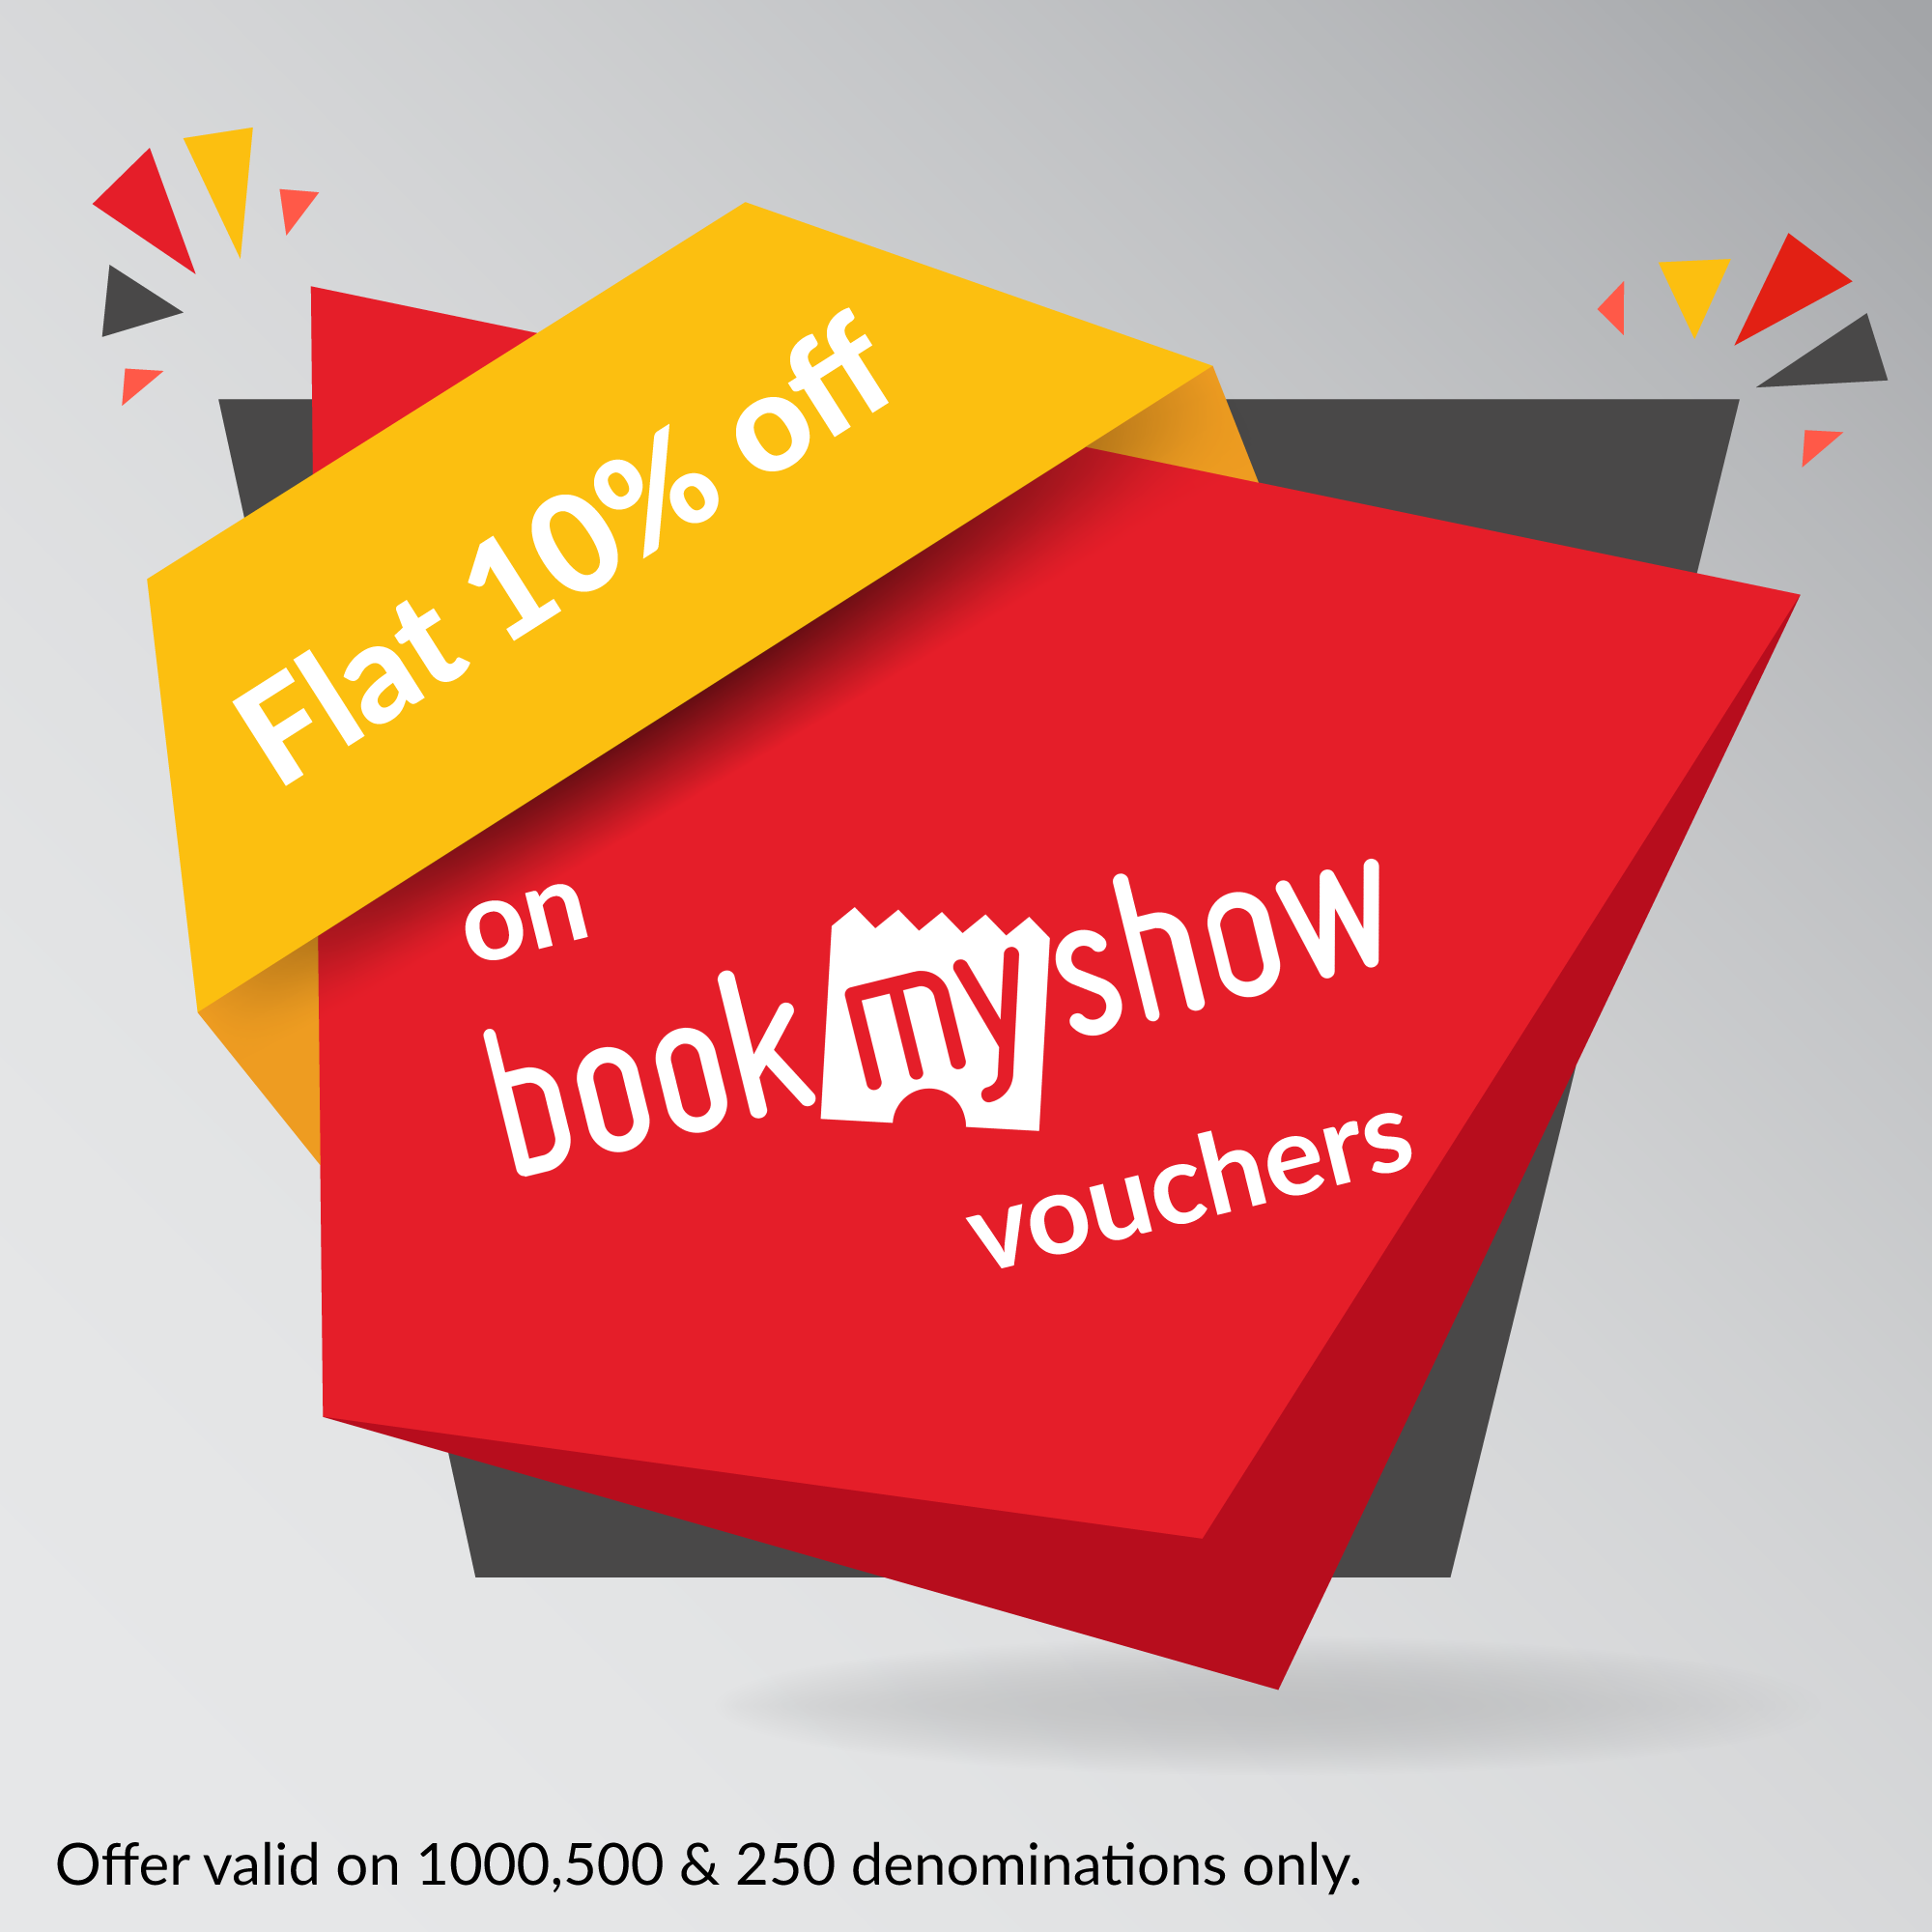 Flat 10% off
on
bookmyshow
vouchers
Offer valid on 1000,500 & 250 denominations only.